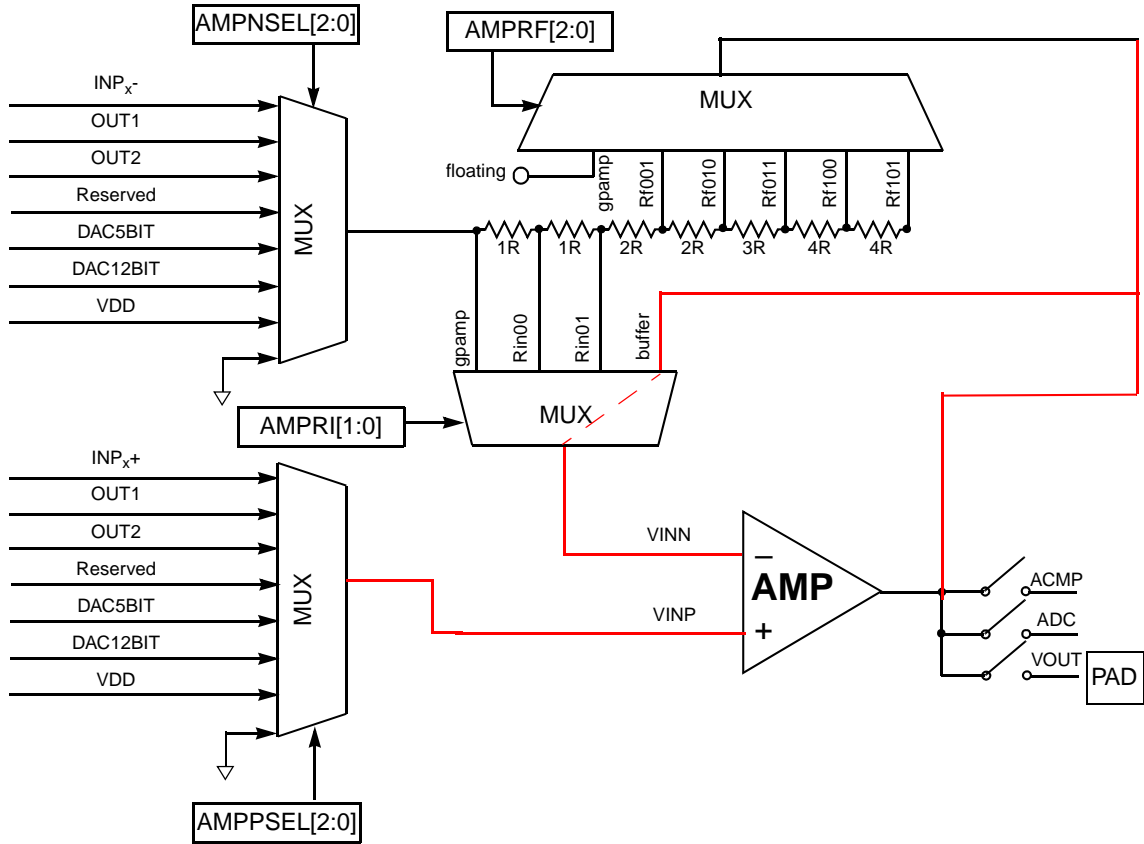 AMPNSEL[2:0]
AMPRF[2:0]
INPx-
OUT1
OUT2
Reserved
DAC5BIT
DAC12BIT
VDD
MUX
MUX
floating
gpamp
Rf001
Rf010
Rf011
Rf100
Rf101
1R
1R
2R
2R
3R
4R
4R
gpamp
Rin00
Rin01
buffer
MUX
AMPRI[1:0]
INPx+
OUT1
OUT2
Reserved
DAC5BIT
DAC12BIT
VDD
MUX
VINN
VINP
−
AMP
+
ACMP
ADC
VOUT
PAD
AMPPSEL[2:0]